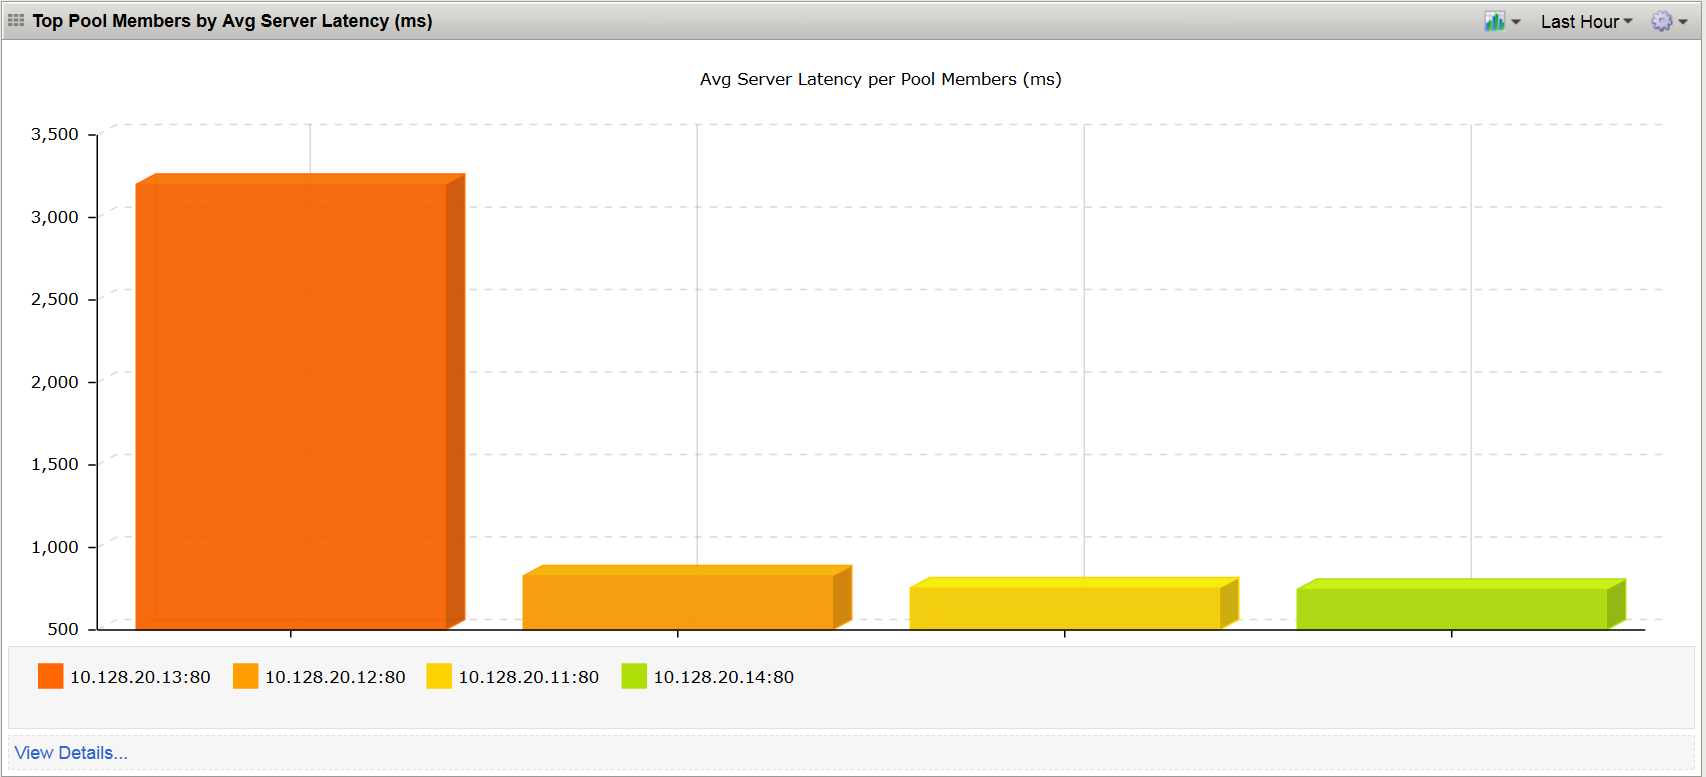 Top Pool Members by Avg Server Latency (ms)
Last Hour
Avg Server Latency per Pool Members (ms)
3,500
3,000
2,500
2,000
1,500
1,000
500
10.128.20.13:80 10.128.20.12:80 10.128.20.11:80 10.128.20.14:80
View Details...